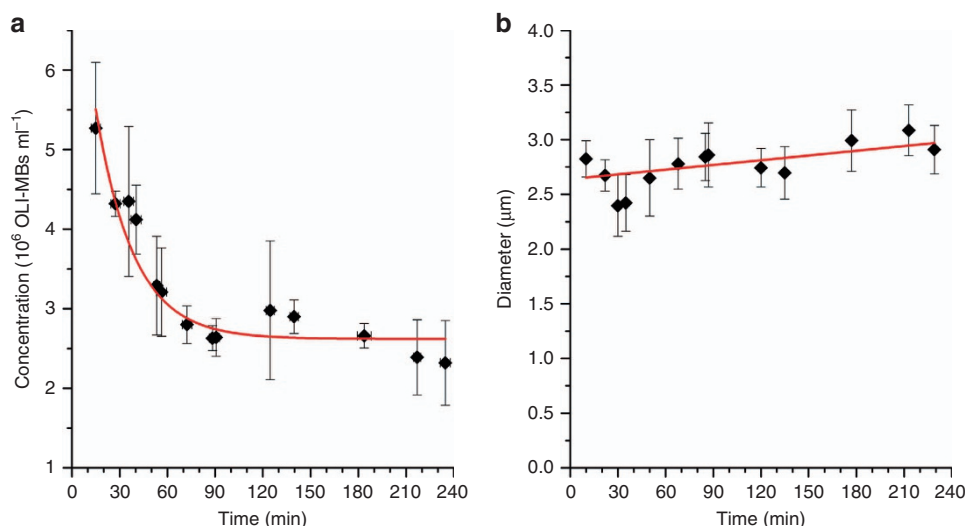 a
Concentration (10⁶ OLI-MBs ml⁻¹)
6
5
4
3
2
1
0 30 60 90 120 150 180 210 240
Time (min)
b
Diameter (μm)
4.0
3.5
3.0
2.5
2.0
1.5
1.0
0.5
0.0
0 30 60 90 120 150 180 210 240
Time (min)